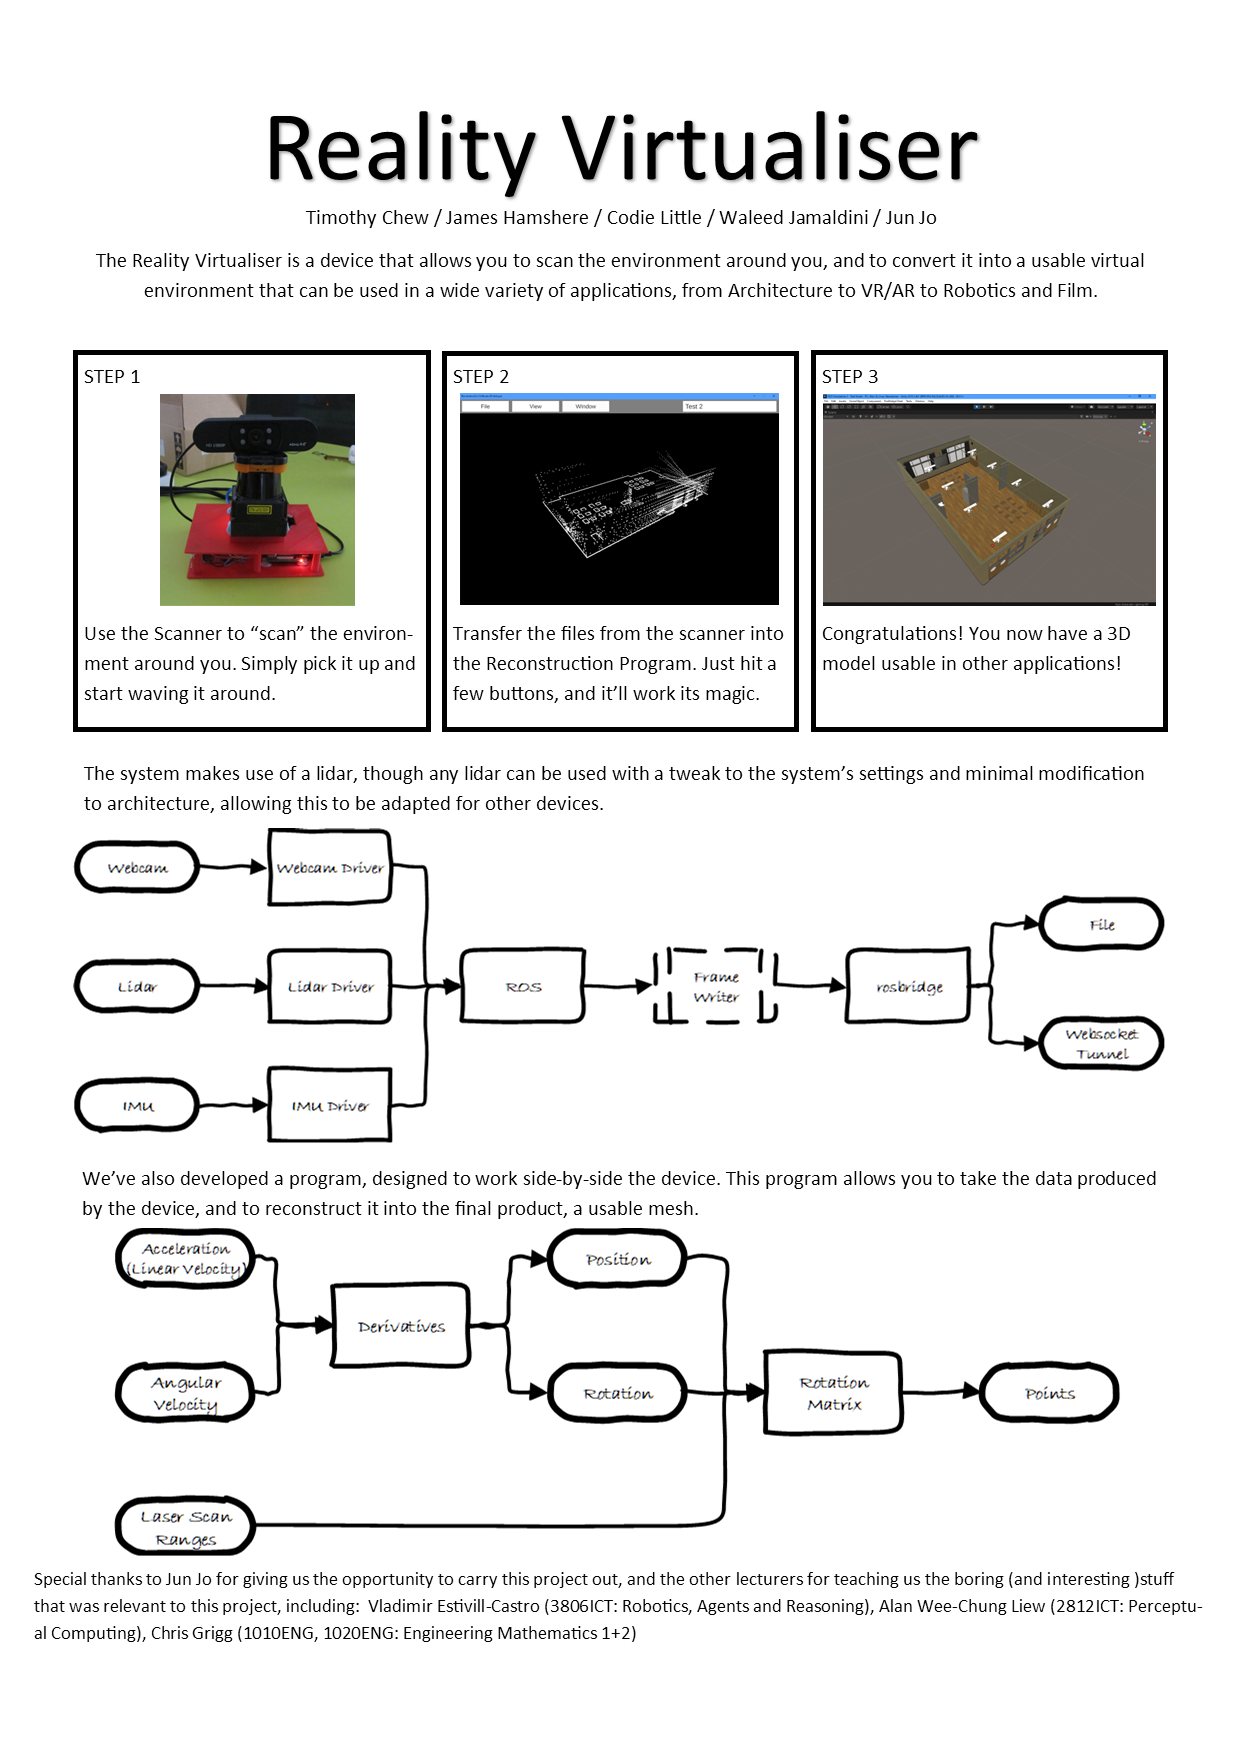 Reality Virtualiser
Timothy Chew / James Hamshere / Codie Little / Waleed Jamaldini / Jun Jo
The Reality Virtualiser is a device that allows you to scan the environment around you, and to convert it into a usable virtual
environment that can be used in a wide variety of applications, from Architecture to VR/AR to Robotics and Film.
STEP 1
HD 1080P
Use the Scanner to “scan” the environ-
ment around you. Simply pick it up and
start waving it around.
STEP 2
File
View
Window
Test 2
Transfer the files from the scanner into
the Reconstruction Program. Just hit a
few buttons, and it’ll work its magic.
STEP 3
Congratulations! You now have a 3D
model usable in other applications!
The system makes use of a lidar, though any lidar can be used with a tweak to the system’s settings and minimal modification
to architecture, allowing this to be adapted for other devices.
Webcam
Webcam Driver
Lidar
Lidar Driver
IMU
IMU Driver
ROS
Frame
Writer
rosbridge
File
Websocket
Tunnel
We’ve also developed a program, designed to work side-by-side the device. This program allows you to take the data produced
by the device, and to reconstruct it into the final product, a usable mesh.
Acceleration
(Linear Velocity)
Angular
Velocity
Laser Scan
Ranges
Derivatives
Position
Rotation
Rotation
Matrix
Points
Special thanks to Jun Jo for giving us the opportunity to carry this project out, and the other lecturers for teaching us the boring (and interesting )stuff
that was relevant to this project, including:  Vladimir Estivill-Castro (3806ICT: Robotics, Agents and Reasoning), Alan Wee-Chung Liew (2812ICT: Perceptu-
al Computing), Chris Grigg (1010ENG, 1020ENG: Engineering Mathematics 1+2)